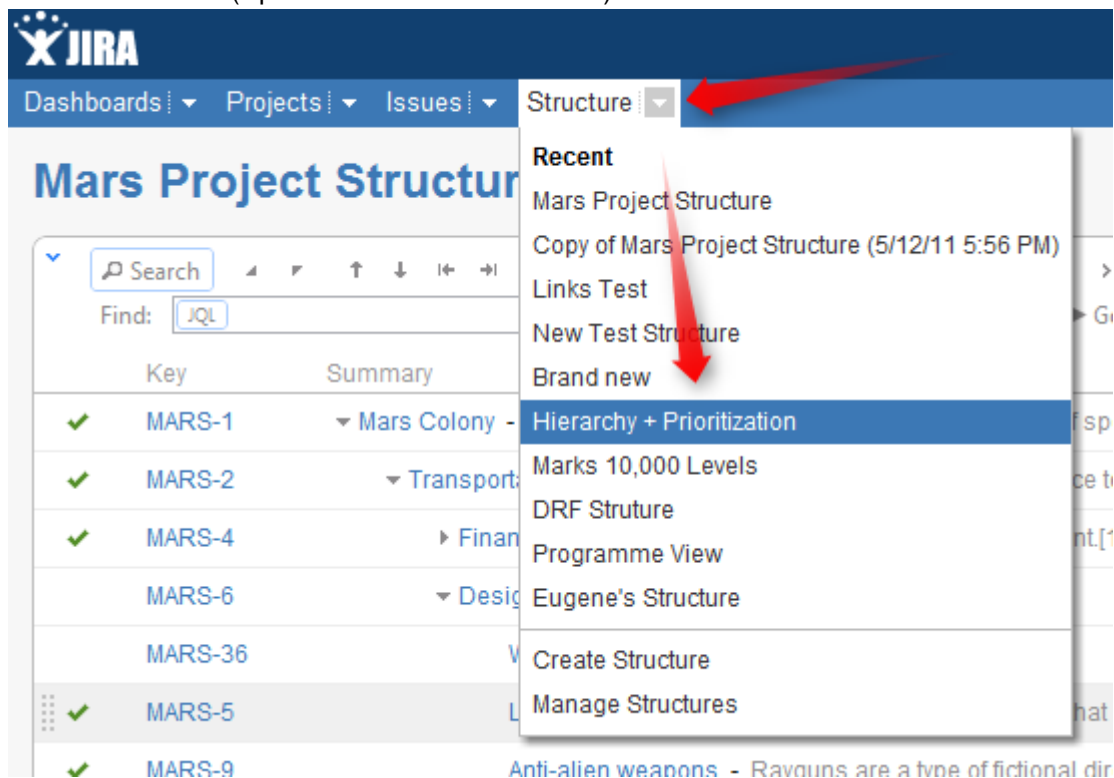 JIRA
Dashboards Projects Issues Structure
Mars Project Structur
Recent
Mars Project Structure
Copy of Mars Project Structure (5/12/11 5:56 PM)
Links Test
New Test Structure
Brand new
Hierarchy + Prioritization
Marks 10,000 Levels
DRF Struture
Programme View
Eugene's Structure
Create Structure
Manage Structures
Search
Find: JQL
Key Summary
MARS-1 Mars Colony -
MARS-2 Transport
MARS-4 Finan nt.[1
MARS-6 Desig
MARS-36
MARS-5 hat
MARS-9 Anti-alien weapons - Rayguns are a type of fictional dir